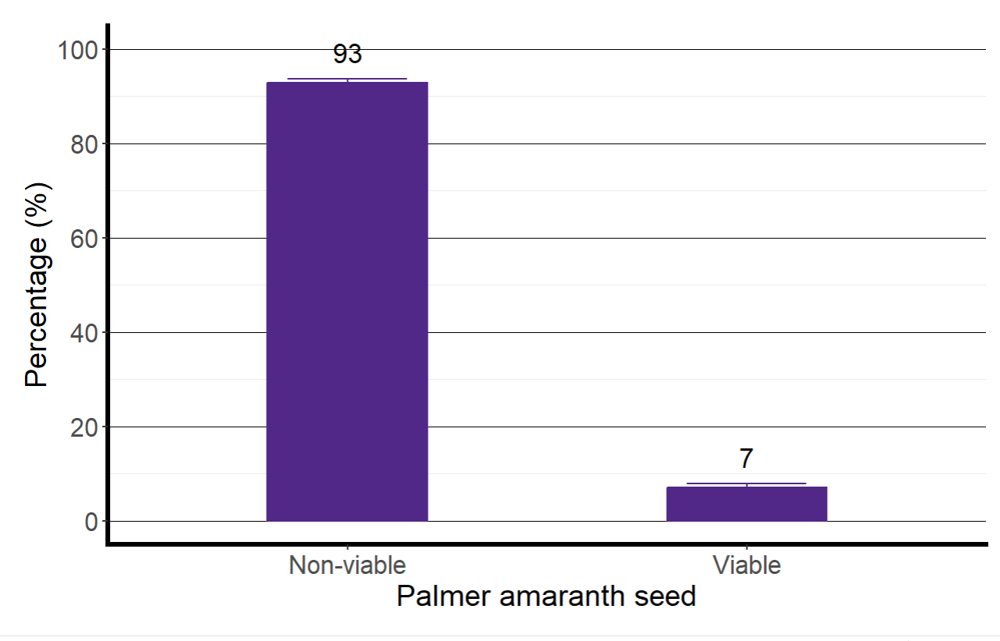 100
93
80
60
40
20
7
0
Percentage (%)
Non-viable
Viable
Palmer amaranth seed